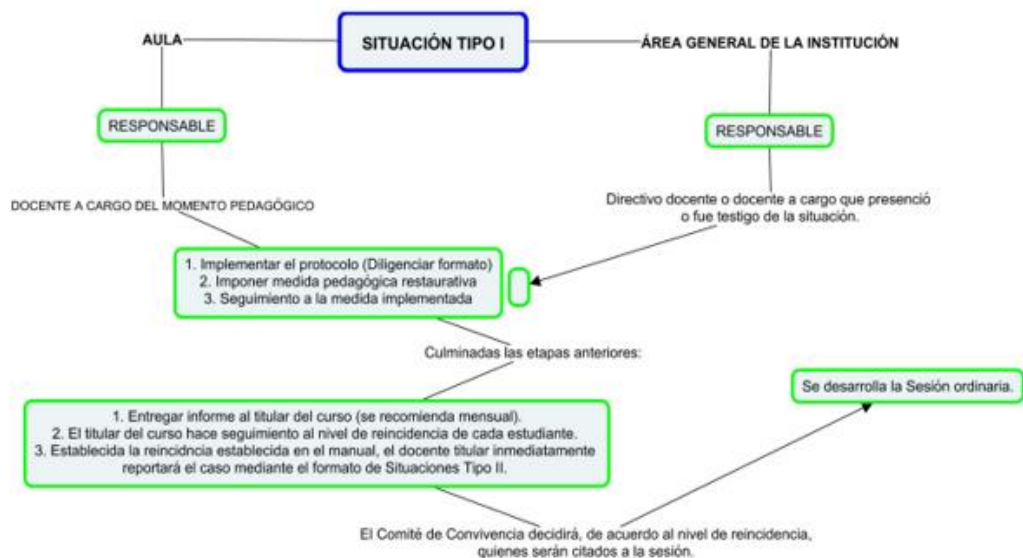 AULA
SITUACIÓN TIPO I
ÁREA GENERAL DE LA INSTITUCIÓN
RESPONSABLE
RESPONSABLE
DOCENTE A CARGO DEL MOMENTO PEDAGÓGICO
Directivo docente o docente a cargo que presenció
o fue testigo de la situación.
1. Implementar el protocolo (Diligenciar formato)
2. Imponer medida pedagógica restaurativa
3. Seguimiento a la medida implementada
Culminadas las etapas anteriores:
Se desarrolla la Sesión ordinaria.
1. Entregar informe al titular del curso (se recomienda mensual).
2. El titular del curso hace seguimiento al nivel de reincidencia de cada estudiante.
3. Establecida la reincidncia establecida en el manual, el docente titular inmediatamente
reportará el caso mediante el formato de Situaciones Tipo II.
El Comité de Convivencia decidirá, de acuerdo al nivel de reincidencia,
quienes serán citados a la sesión.